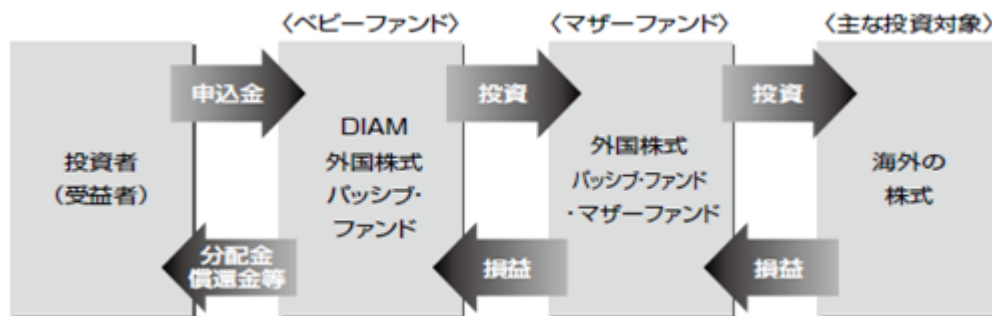 〈ベビーファンド〉
〈マザーファンド〉
〈主な投資対象〉
申込金
投資
投資
投資者
（受益者）
DIAM
外国株式
パッシブ・
ファンド
外国株式
パッシブ・ファンド
・マザーファンド
海外の
株式
分配金
償還金等
損益
損益